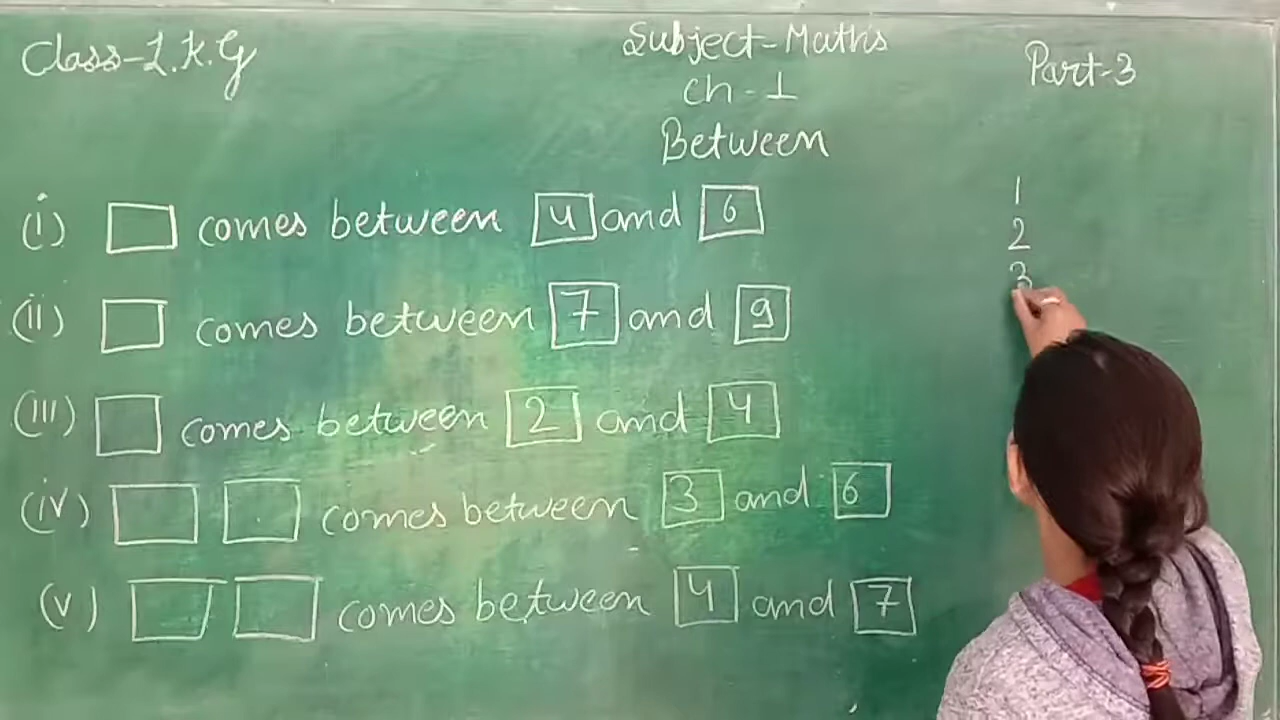 Class-L.K.G
Subject-Maths
Part-3
Ch-1
Between
(i) comes between 4 and 6
(ii) comes between 7 and 9
(iii) comes between 2 and 4
(iv) comes between 3 and 6
(v) comes between 4 and 7
1
2
3